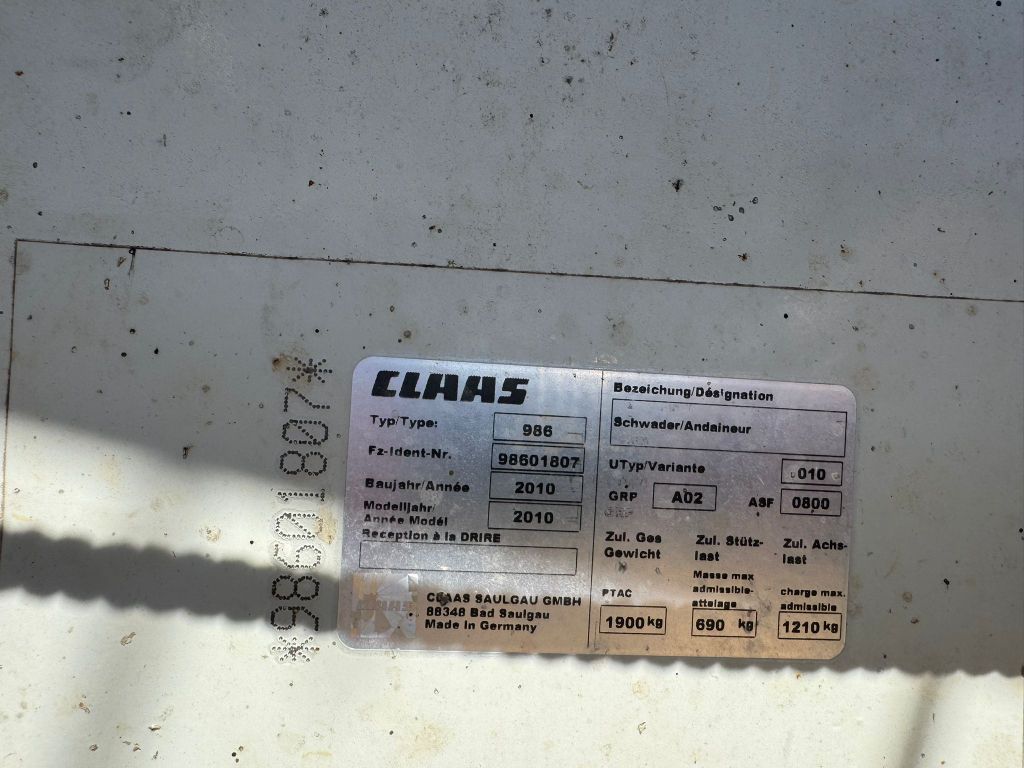 *98601807*
CLAAS
Typ/Type: 986
Fz-Ident-Nr. 98601807
Baujahr/Année 2010
Modelljahr/
Année Modél 2010
Reception à la DRIRE
CLAAS SAULGAU GMBH
88348 Bad Saulgau
Made in Germany
Bezeichung/Désignation
Schwader/Andaineur
UTyp/Variante 010
GRP A02 ASF 0800
GRP
Zul. Ges Zul. Stütz- Zul. Achs-
Gewicht last last
Masse max
admissible- charge max.
PTAC attelage admissible
1900 kg 690 kg 1210 kg